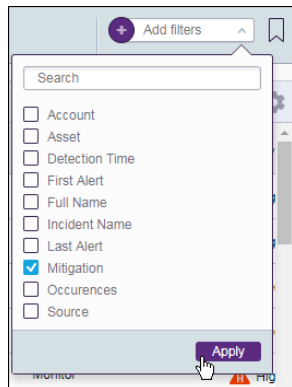 Add filters
Search
Account
Asset
Detection Time
First Alert
Full Name
Incident Name
Last Alert
Mitigation
Occurences
Source
Apply
Monitor
Hig